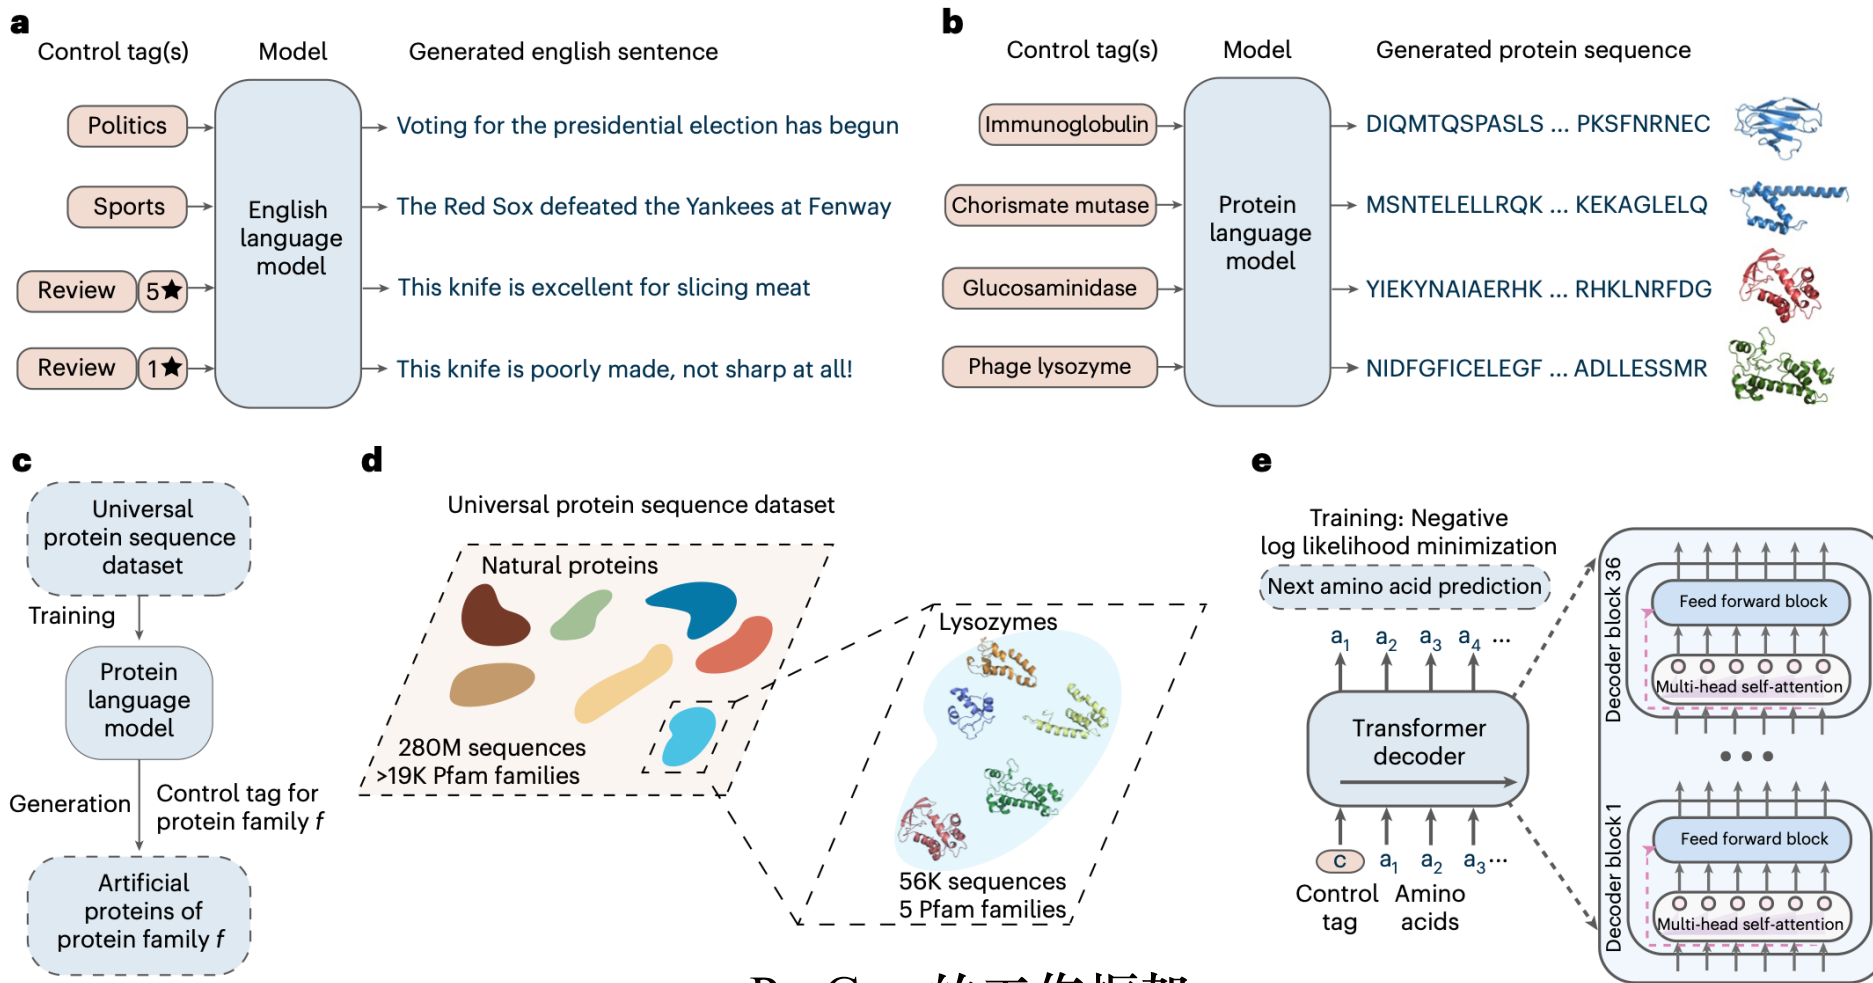 a
Control tag(s)
Model
Generated english sentence
Politics
Sports
Review
5★
Review
1★
English
language
model
Voting for the presidential election has begun
The Red Sox defeated the Yankees at Fenway
This knife is excellent for slicing meat
This knife is poorly made, not sharp at all!
b
Control tag(s)
Model
Generated protein sequence
Immunoglobulin
Chorismate mutase
Glucosaminidase
Phage lysozyme
Protein
language
model
DIQMTQSPASLS ... PKSFNRNEC
MSNTELELLRQK ... KEKAGLELQ
YIEKYNAIAERHK ... RHKLNRFDG
NIDFGFICELEGF ... ADLLESSMR
c
Universal
protein sequence
dataset
Training
Protein
language
model
Generation
Control tag for
protein family f
Artificial
proteins of
protein family f
d
Universal protein sequence dataset
Natural proteins
280M sequences
>19K Pfam families
Lysozymes
56K sequences
5 Pfam families
e
Training: Negative
log likelihood minimization
Next amino acid prediction
a₁ a₂ a₃ a₄ ...
Transformer
decoder
c a₁ a₂ a₃ ...
Control
tag
Amino
acids
Decoder block 36
Feed forward block
Multi-head self-attention
Decoder block 1
Feed forward block
Multi-head self-attention